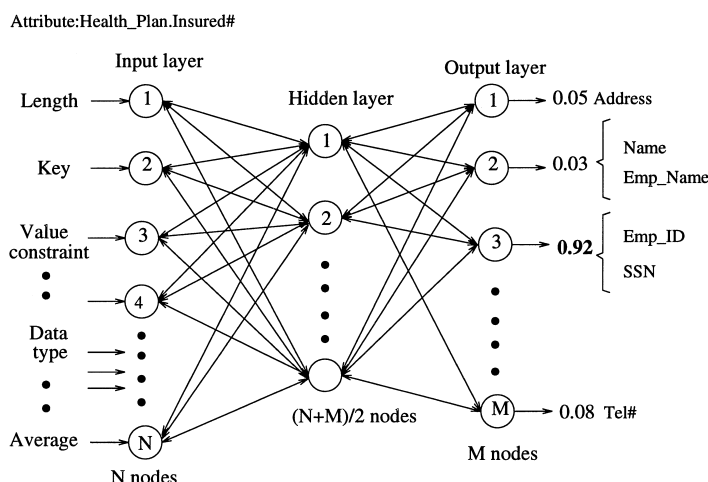 Attribute:Health_Plan.Insured#
Input layer
Hidden layer
Output layer
Length
1
Key
2
Value
constraint
3
4
Data
type
Average
N
N nodes
1
2
(N+M)/2 nodes
1
0.05 Address
2
0.03
Name
Emp_Name
3
0.92
Emp_ID
SSN
M
0.08 Tel#
M nodes